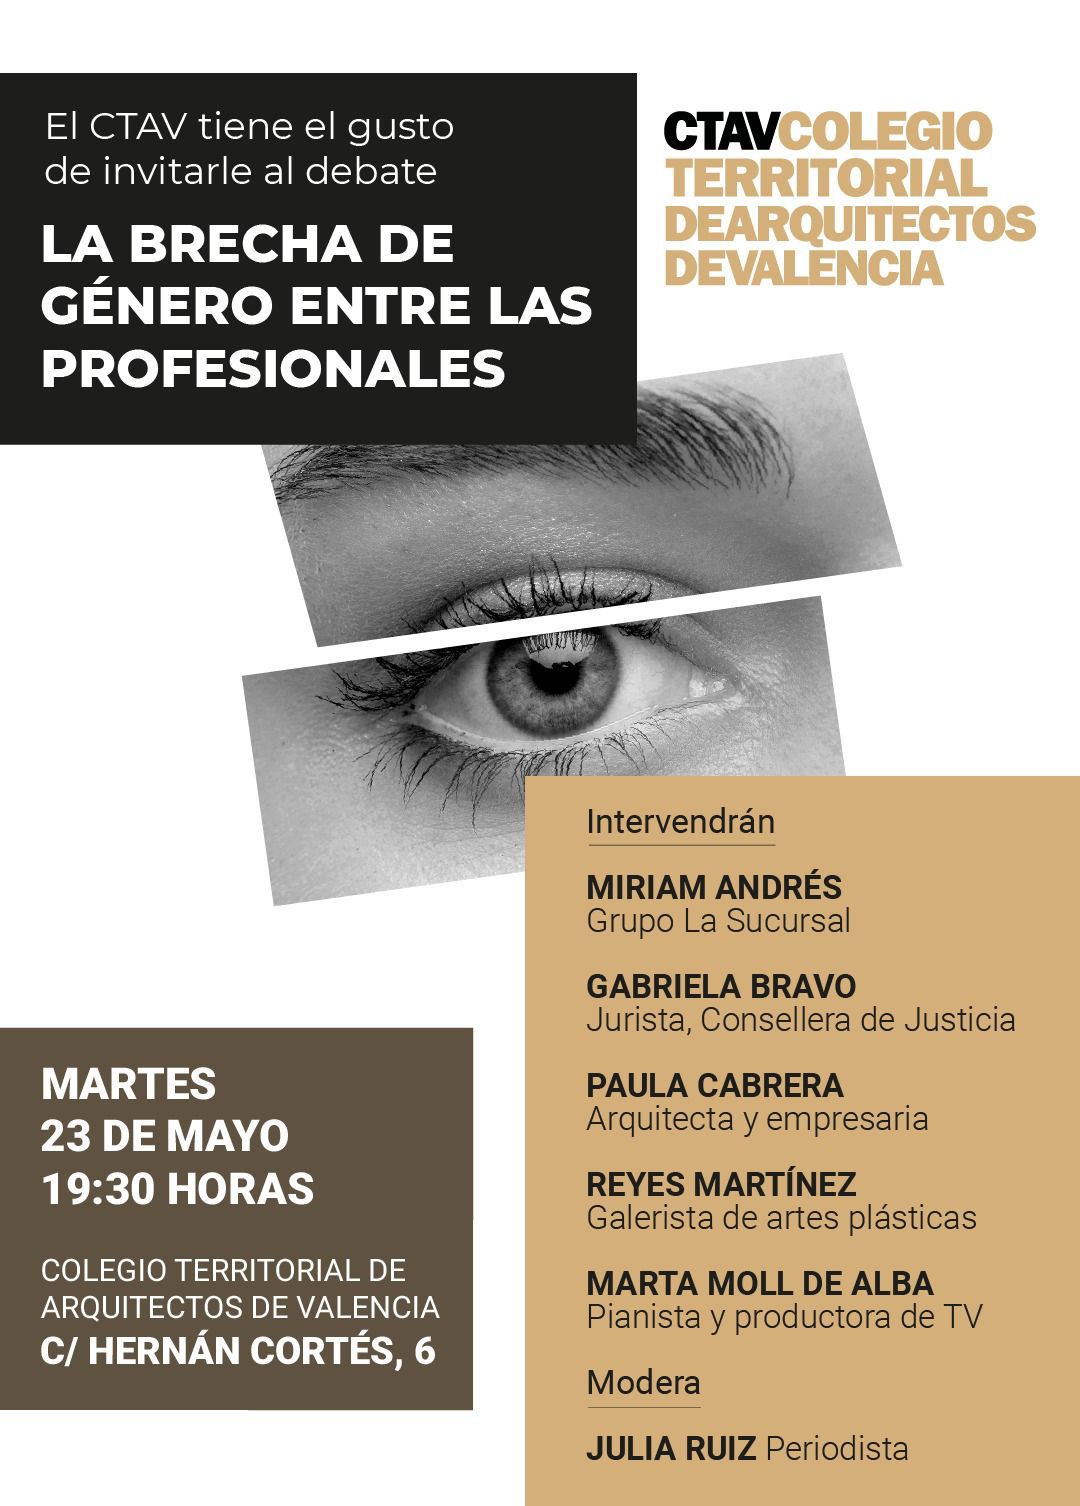 El CTAV tiene el gusto
de invitarle al debate
LA BRECHA DE
GÉNERO ENTRE LAS
PROFESIONALES
CTAVCOLEGIO
TERRITORIAL
DEARQUITECTOS
DEVALENCIA
Intervendrán
MIRIAM ANDRÉS
Grupo La Sucursal
GABRIELA BRAVO
Jurista, Consellera de Justicia
PAULA CABRERA
Arquitecta y empresaria
REYES MARTÍNEZ
Galerista de artes plásticas
MARTA MOLL DE ALBA
Pianista y productora de TV
Modera
JULIA RUIZ Periodista
MARTES
23 DE MAYO
19:30 HORAS
COLEGIO TERRITORIAL DE
ARQUITECTOS DE VALENCIA
C/ HERNÁN CORTÉS, 6